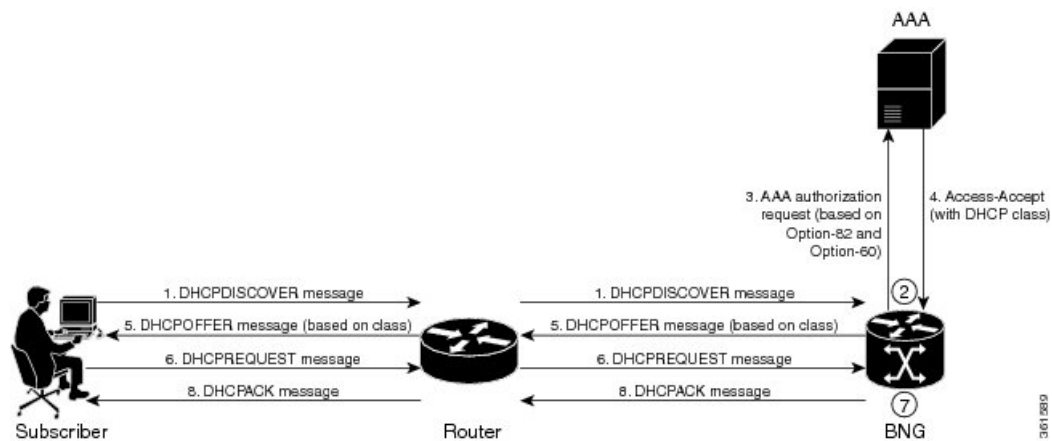 AAA
3. AAA authorization
request (based on
Option-82 and
Option-60)
4. Access-Accept
(with DHCP class)
1. DHCPDISCOVER message
1. DHCPDISCOVER message
2
5. DHCPOFFER message (based on class)
5. DHCPOFFER message (based on class)
6. DHCPREQUEST message
6. DHCPREQUEST message
8. DHCPACK message
8. DHCPACK message
7
Subscriber
Router
BNG
361589